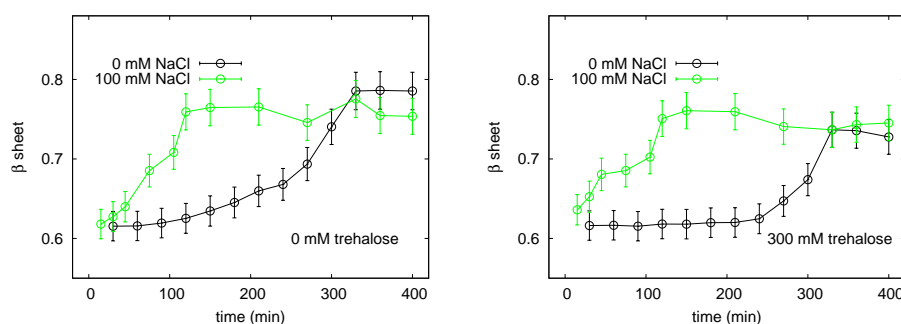 0.8
0.7
0.6
β sheet
0 mM NaCl
100 mM NaCl
0 mM trehalose
0 100 200 300 400
time (min)
0.8
0.7
0.6
β sheet
0 mM NaCl
100 mM NaCl
300 mM trehalose
0 100 200 300 400
time (min)